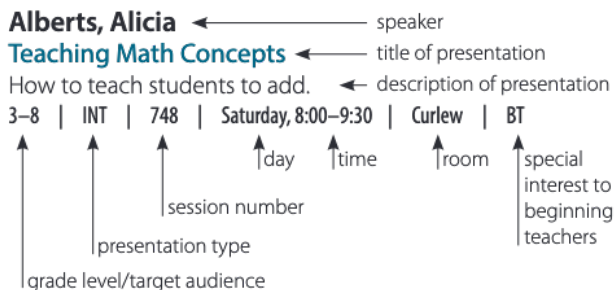 Alberts, Alicia speaker
Teaching Math Concepts title of presentation
How to teach students to add. description of presentation
3–8 | INT | 748 | Saturday, 8:00–9:30 | Curlew | BT
day time room special
interest to
beginning
teachers
session number
presentation type
grade level/target audience